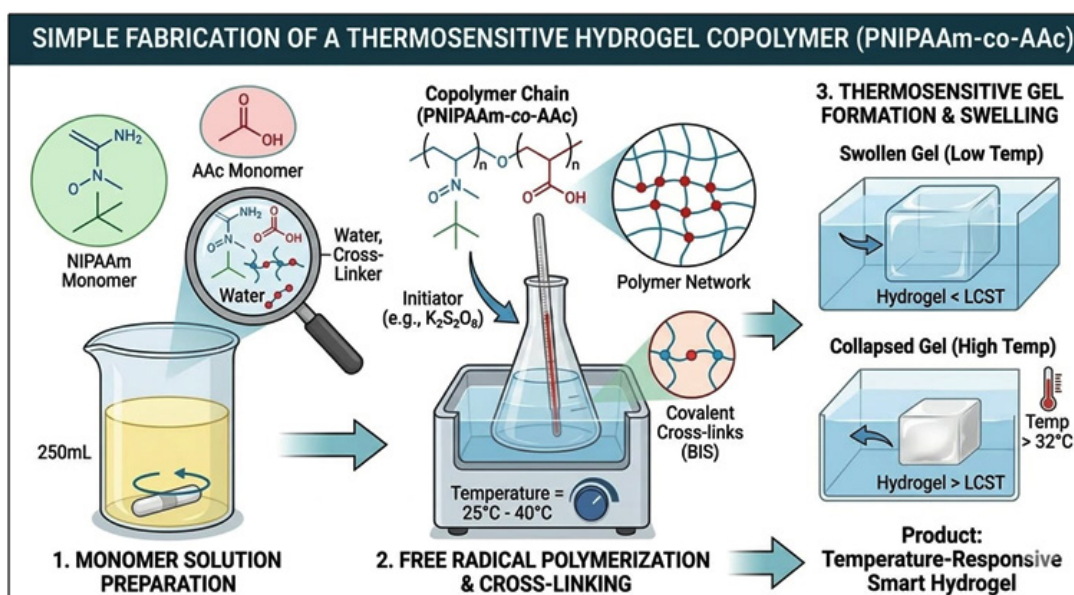 SIMPLE FABRICATION OF A THERMOSENSITIVE HYDROGEL COPOLYMER (PNIPAAm-co-AAc)
NH₂
N
O
NIPAAm
Monomer
O
OH
AAc Monomer
NH₂
O=N
O
OH
Water
Water,
Cross-
Linker
250mL
1. MONOMER SOLUTION
PREPARATION
Copolymer Chain
(PNIPAAm-co-AAc)
n
O
n
O=N
O
OH
Polymer Network
Initiator
(e.g., K₂S₂O₈)
Covalent
Cross-links
(BIS)
Temperature =
25°C - 40°C
2. FREE RADICAL POLYMERIZATION
& CROSS-LINKING
3. THERMOSENSITIVE GEL
FORMATION & SWELLING
Swollen Gel (Low Temp)
Hydrogel < LCST
Collapsed Gel (High Temp)
Temp
> 32°C
Hydrogel > LCST
Product:
Temperature-Responsive
Smart Hydrogel